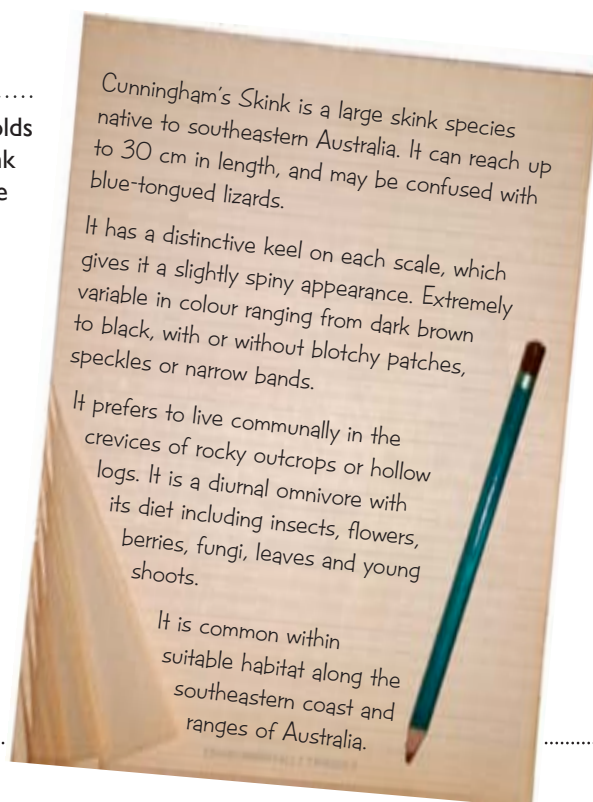 olds
nk
e
Cunningham's Skink is a large skink species
native to southeastern Australia. It can reach up
to 30 cm in length, and may be confused with
blue-tongued lizards.
It has a distinctive keel on each scale, which
gives it a slightly spiny appearance. Extremely
variable in colour ranging from dark brown
to black, with or without blotchy patches,
speckles or narrow bands.
It prefers to live communally in the
crevices of rocky outcrops or hollow
logs. It is a diurnal omnivore with
its diet including insects, flowers,
berries, fungi, leaves and young
shoots.
It is common within
suitable habitat along the
southeastern coast and
ranges of Australia.